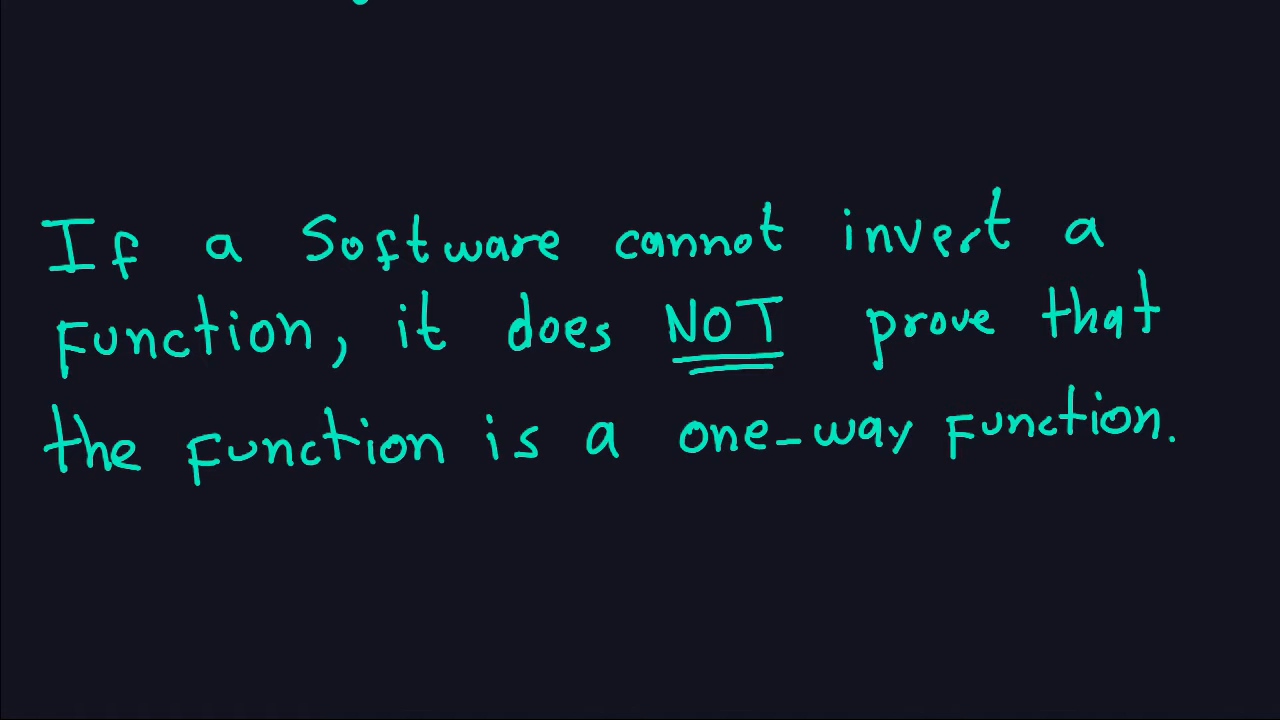 If a Software cannot invert a
function, it does NOT prove that
the function is a one-way function.